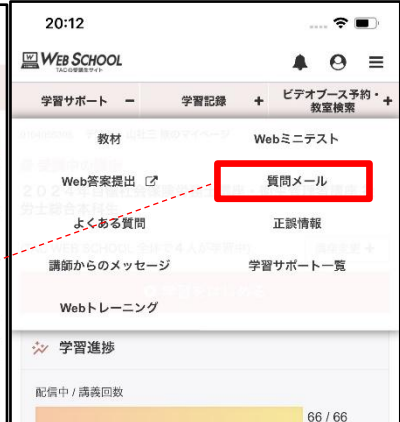 20:12
WEB SCHOOL
TACの受講生サイト
学習サポート − 学習記録 + ビデオブース予約・教室検索 +
教材 Webミニテスト
Web答案提出 質問メール
よくある質問 正誤情報
講師からのメッセージ 学習サポート一覧
Webトレーニング
学習進捗
配信中 / 講義回数
66 / 66